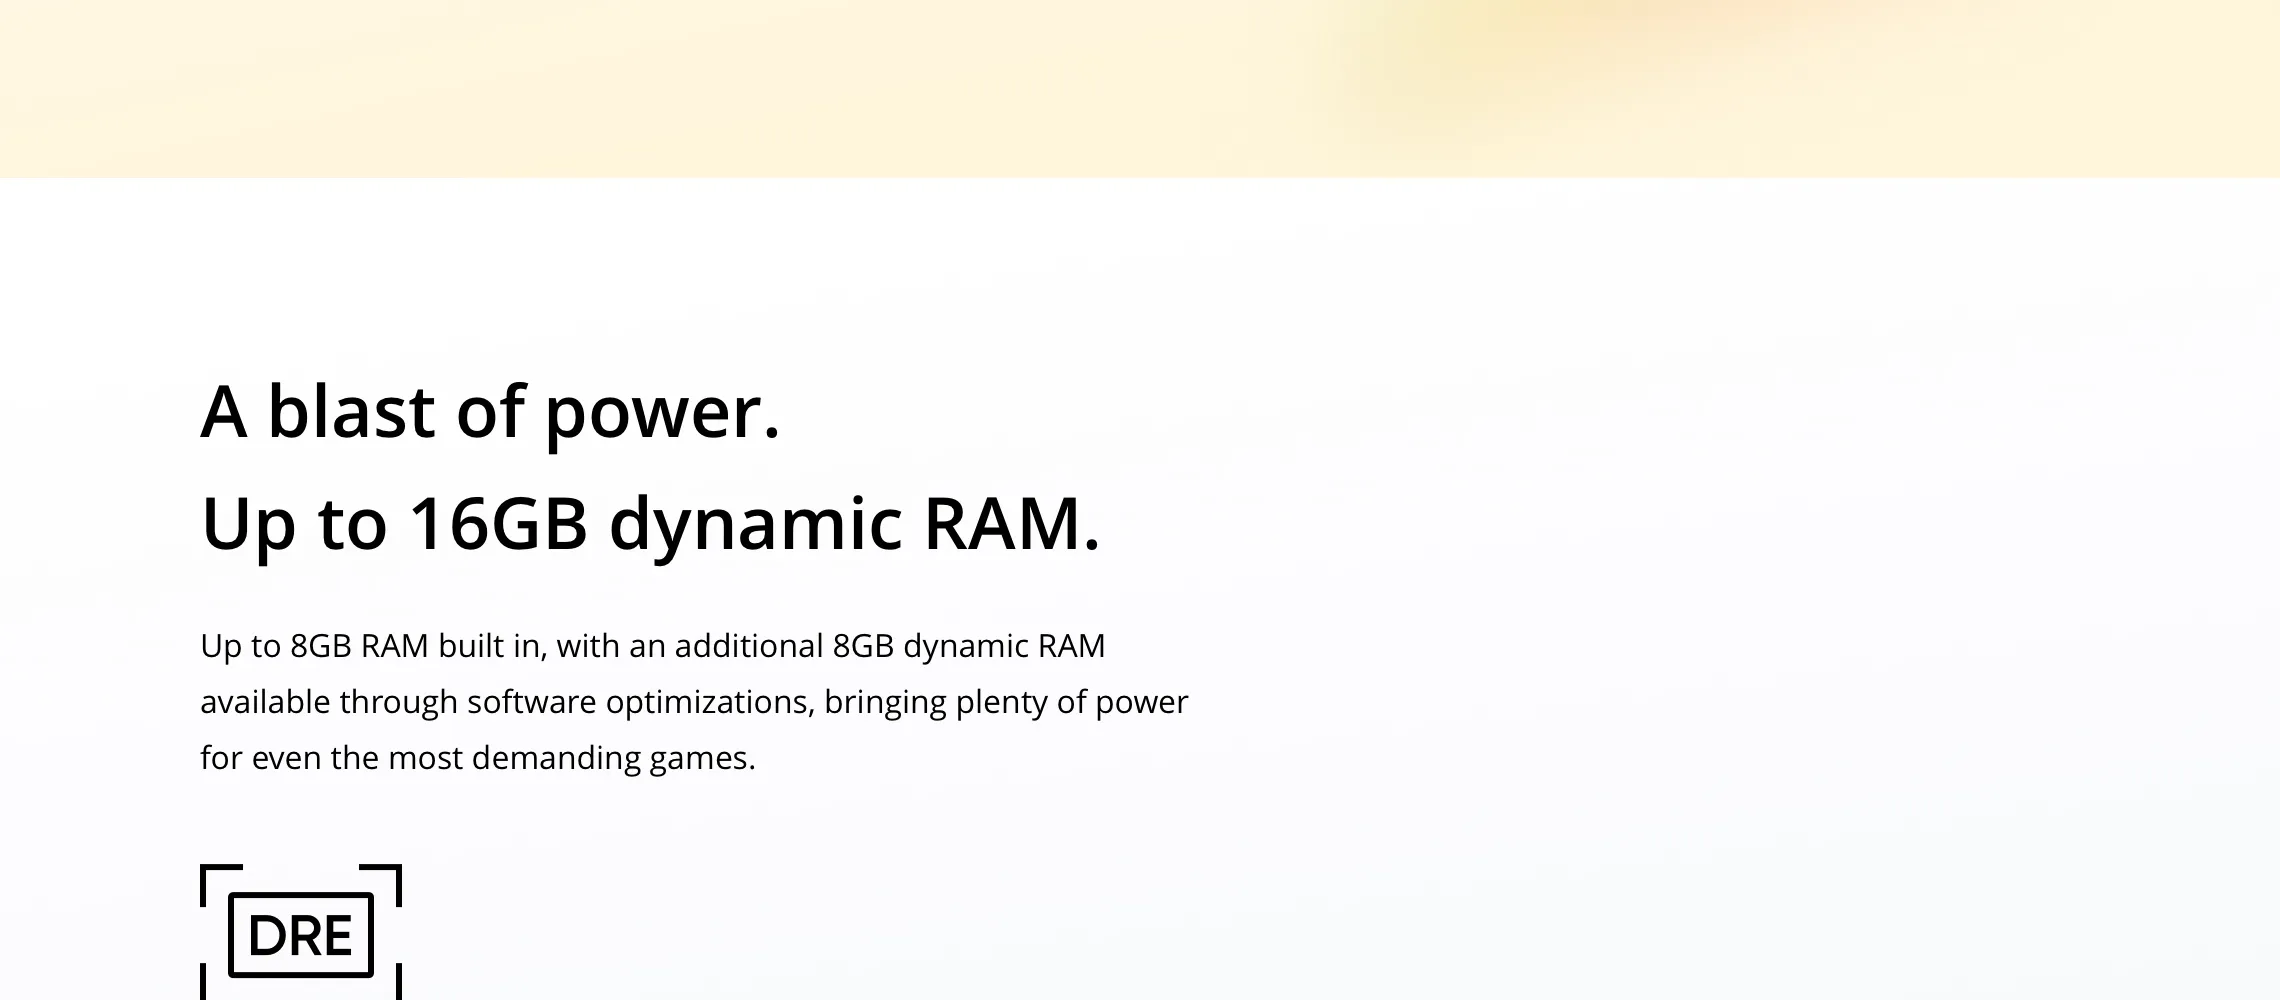 A blast of power.
Up to 16GB dynamic RAM.
Up to 8GB RAM built in, with an additional 8GB dynamic RAM
available through software optimizations, bringing plenty of power
for even the most demanding games.
DRE